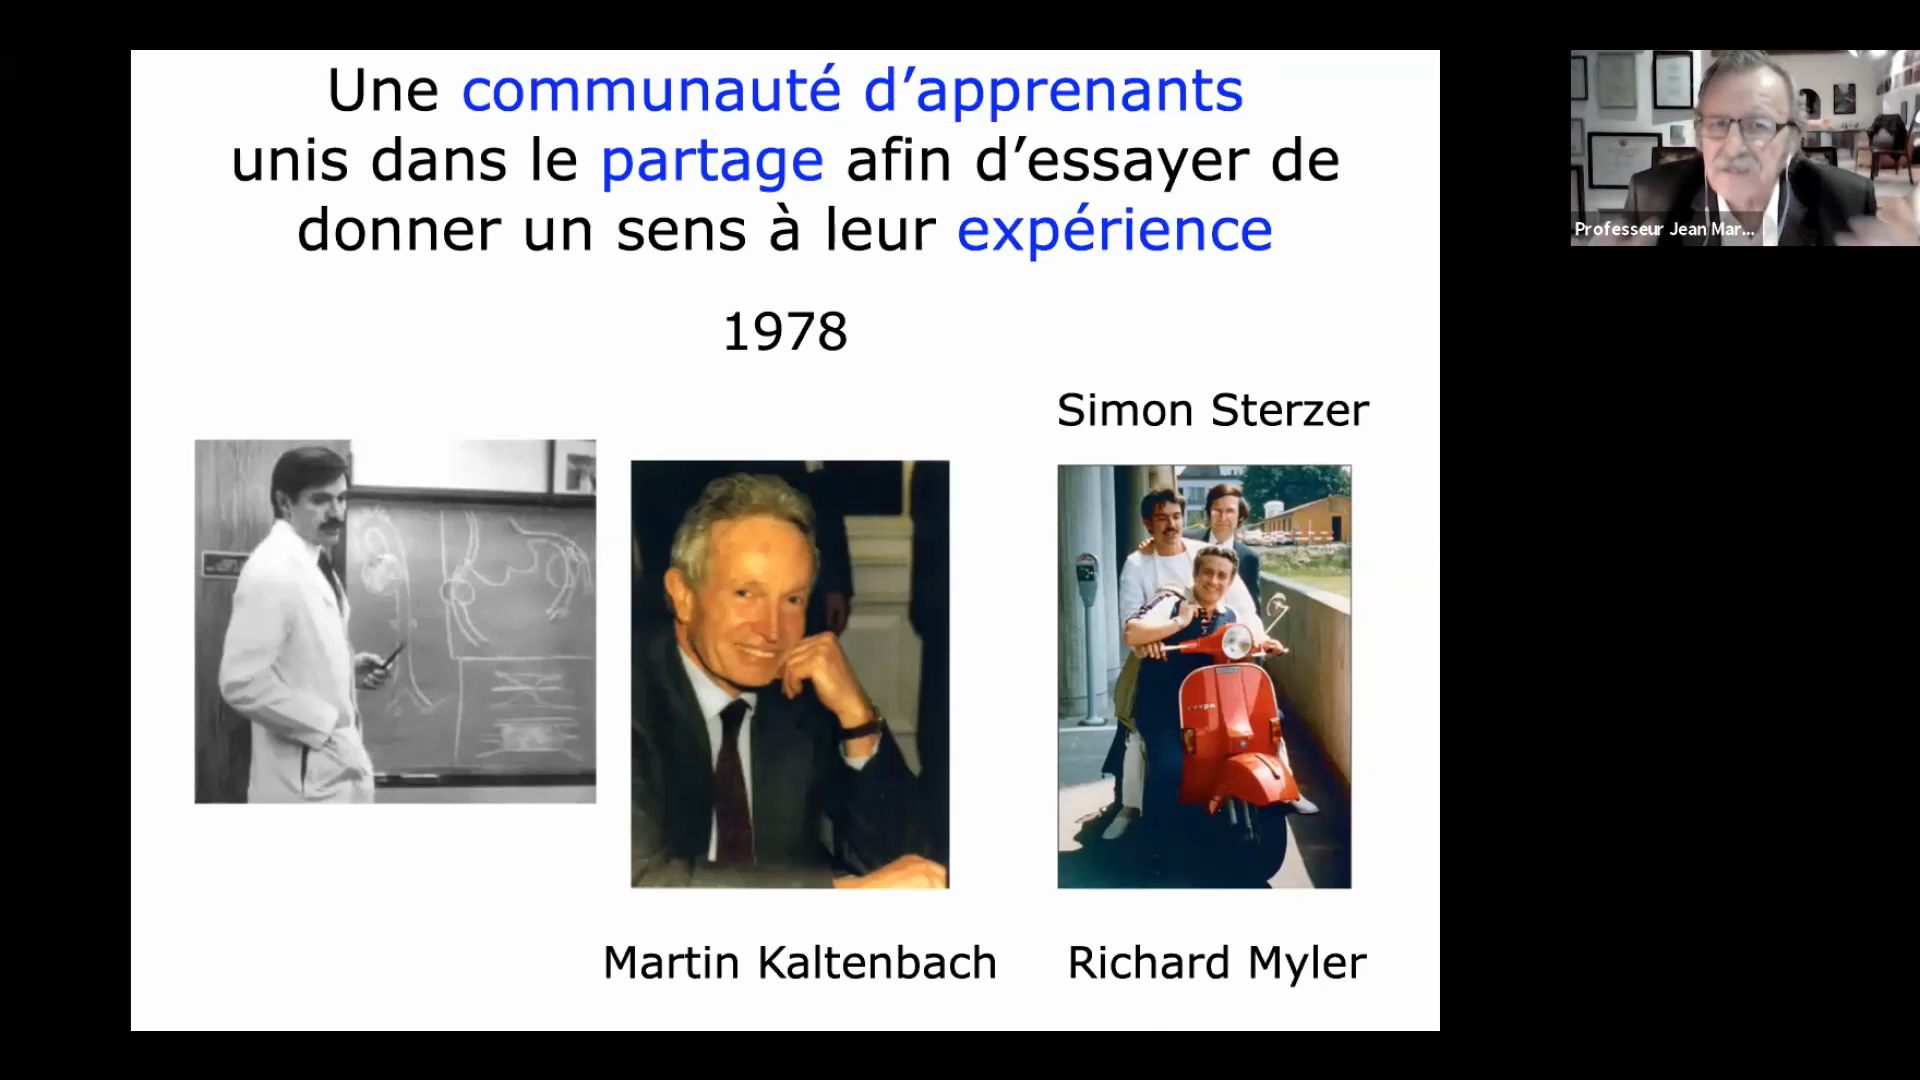 Une communauté d’apprenants
unis dans le partage afin d’essayer de
donner un sens à leur expérience
1978
Simon Sterzer
Martin Kaltenbach
Richard Myler
Professeur Jean Mar...